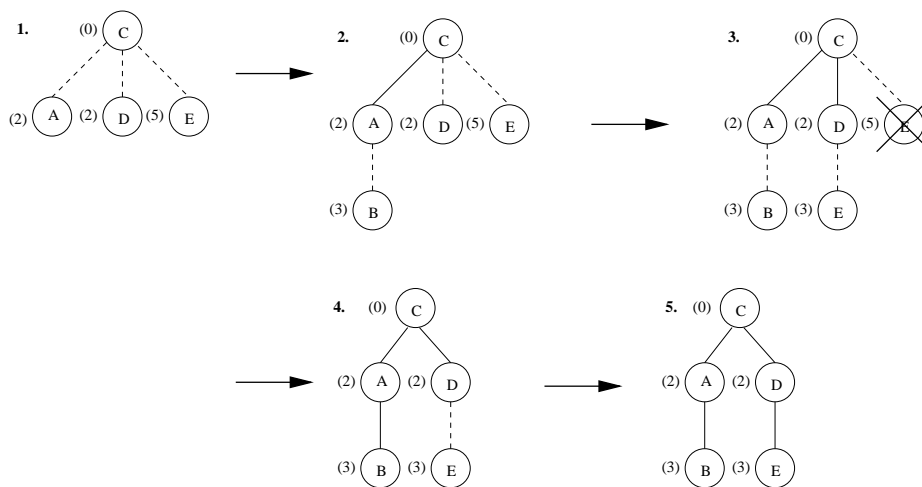 1. (0) C 2. (0) C 3. (0) C
(2) A (2) D (5) E (2) A (2) D (5) E (2) A (2) D (5) E
(3) B (3) B (3) E
4. (0) C 5. (0) C
(2) A (2) D (2) A (2) D
(3) B (3) E (3) B (3) E